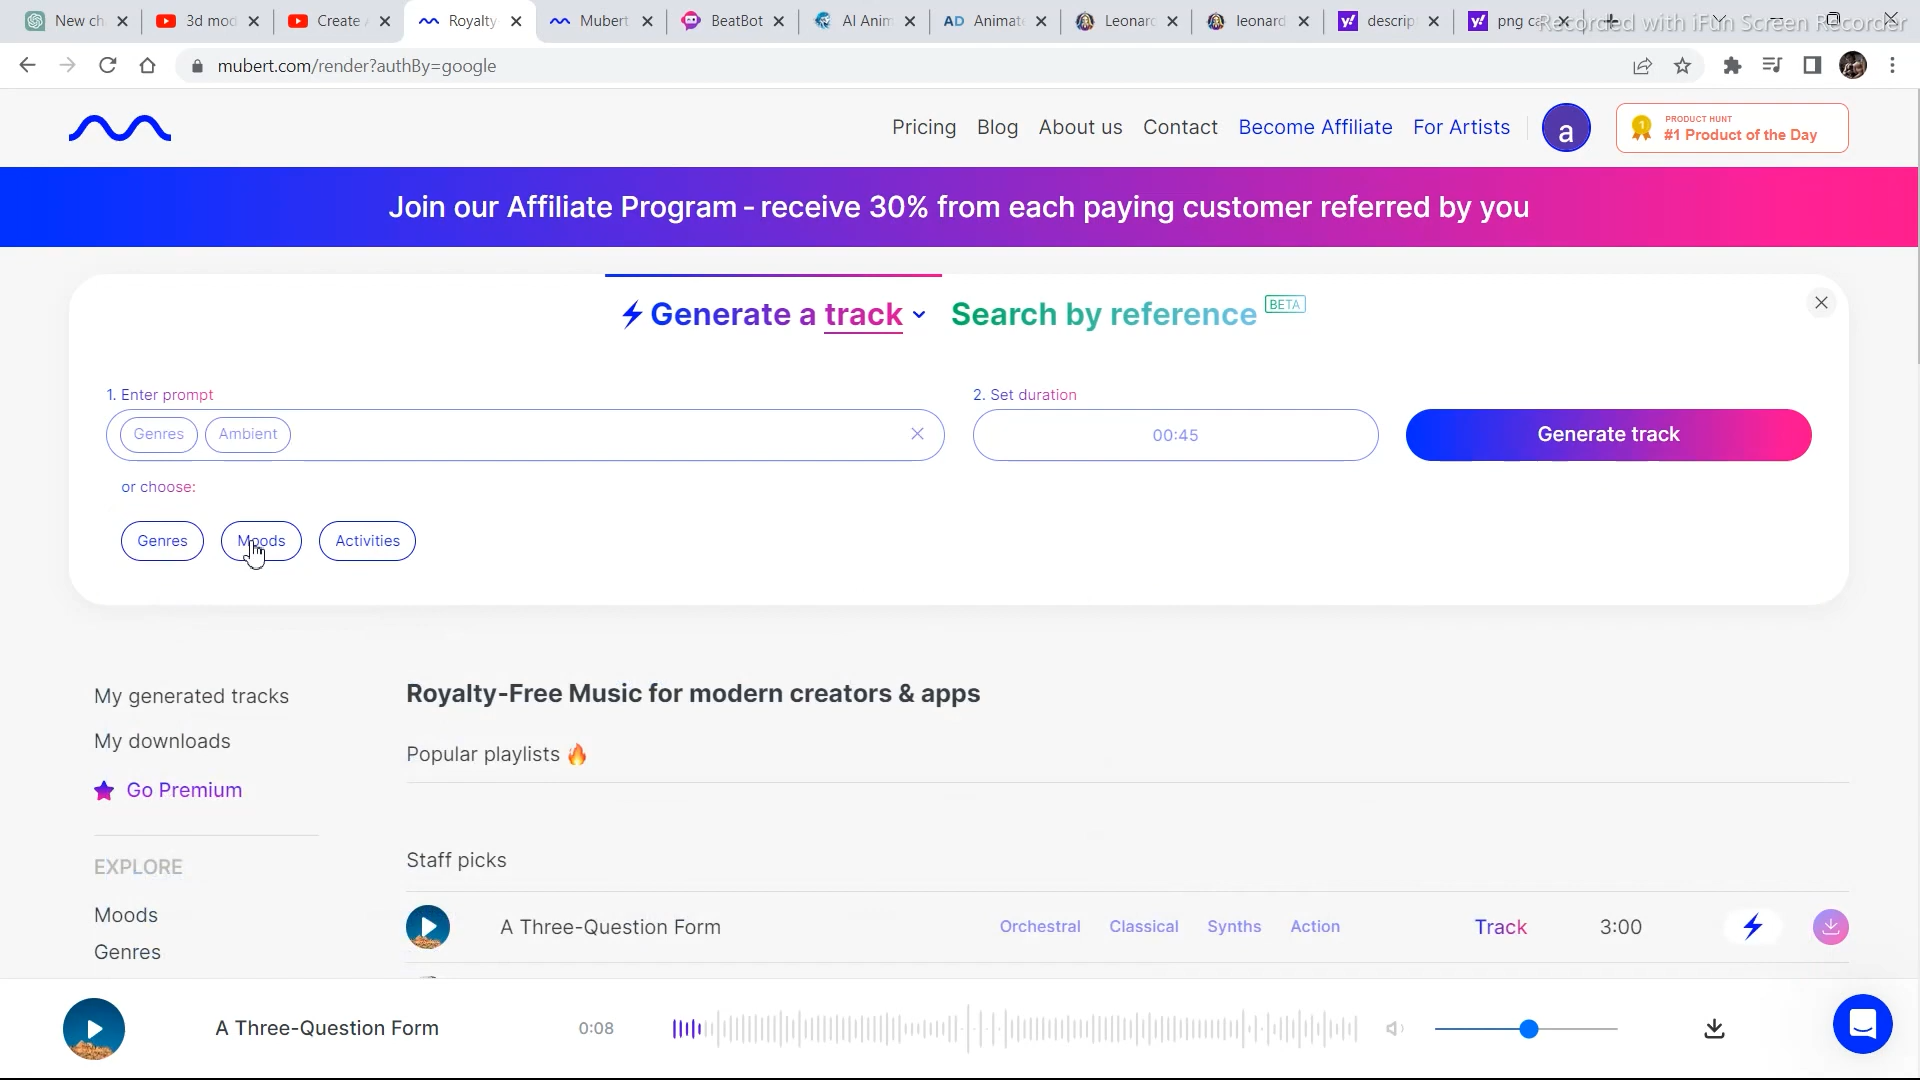 New ch
3d mod
Create
Royalty-
Mubert
BeatBot
AI Anim
AD Animate
Leonard
leonard
descrip
png ca
Recorded with iFun Screen Recorder
mubert.com/render?authBy=google
Pricing Blog About us Contact Become Affiliate For Artists
a
PRODUCT HUNT
#1 Product of the Day
Join our Affiliate Program - receive 30% from each paying customer referred by you
Generate a track Search by reference BETA
1. Enter prompt
2. Set duration
Genres Ambient
00:45
Generate track
or choose:
Genres Moods Activities
My generated tracks
My downloads
Go Premium
EXPLORE
Moods
Genres
Royalty-Free Music for modern creators & apps
Popular playlists 🔥
Staff picks
A Three-Question Form Orchestral Classical Synths Action Track 3:00
A Three-Question Form 0:08